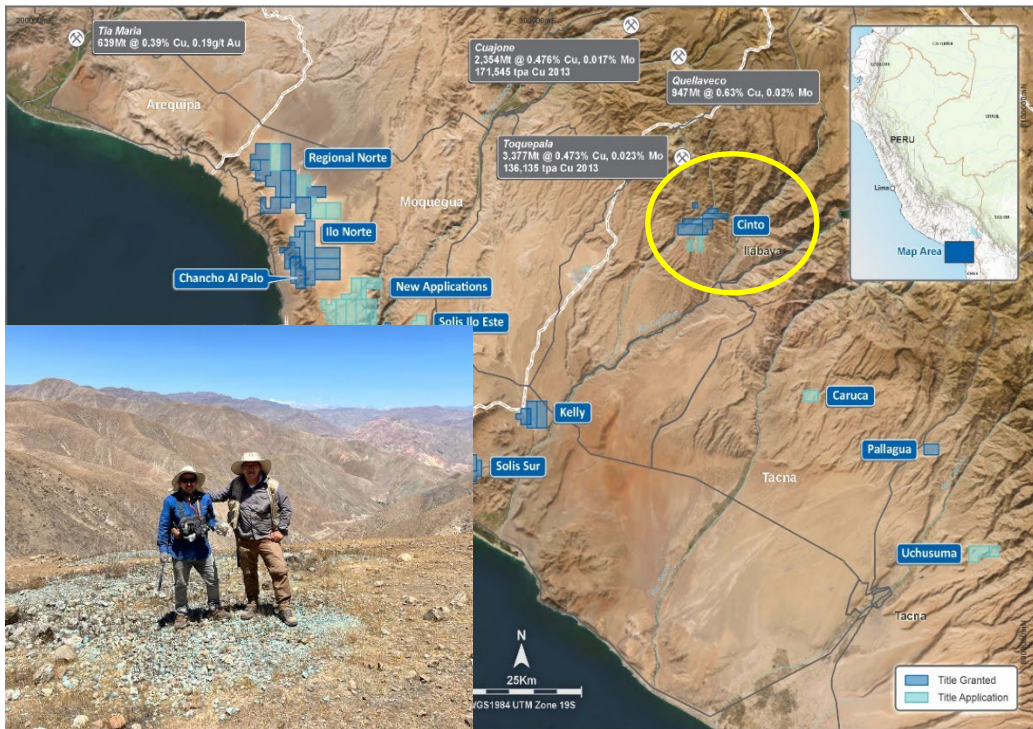 Tia Maria
639Mt @ 0.39% Cu, 0.19g/t Au
Cuajone
2,354Mt @ 0.476% Cu, 0.017% Mo
171,545 tpa Cu 2013
Quellaveco
947Mt @ 0.63% Cu, 0.02% Mo
Toquepala
3,377Mt @ 0.473% Cu, 0.023% Mo
136,135 tpa Cu 2013
Arequipa
Regional Norte
Moquegua
Ilo Norte
Chancho Al Palo
New Applications
Solis Ilo Este
Cinto
Ilabaya
PERU
Lima
Map Area
Kelly
Solis Sur
Caruca
Pallagua
Tacna
Uchusuma
Tacna
N
25Km
WGS1984 UTM Zone 19S
Title Granted
Title Application